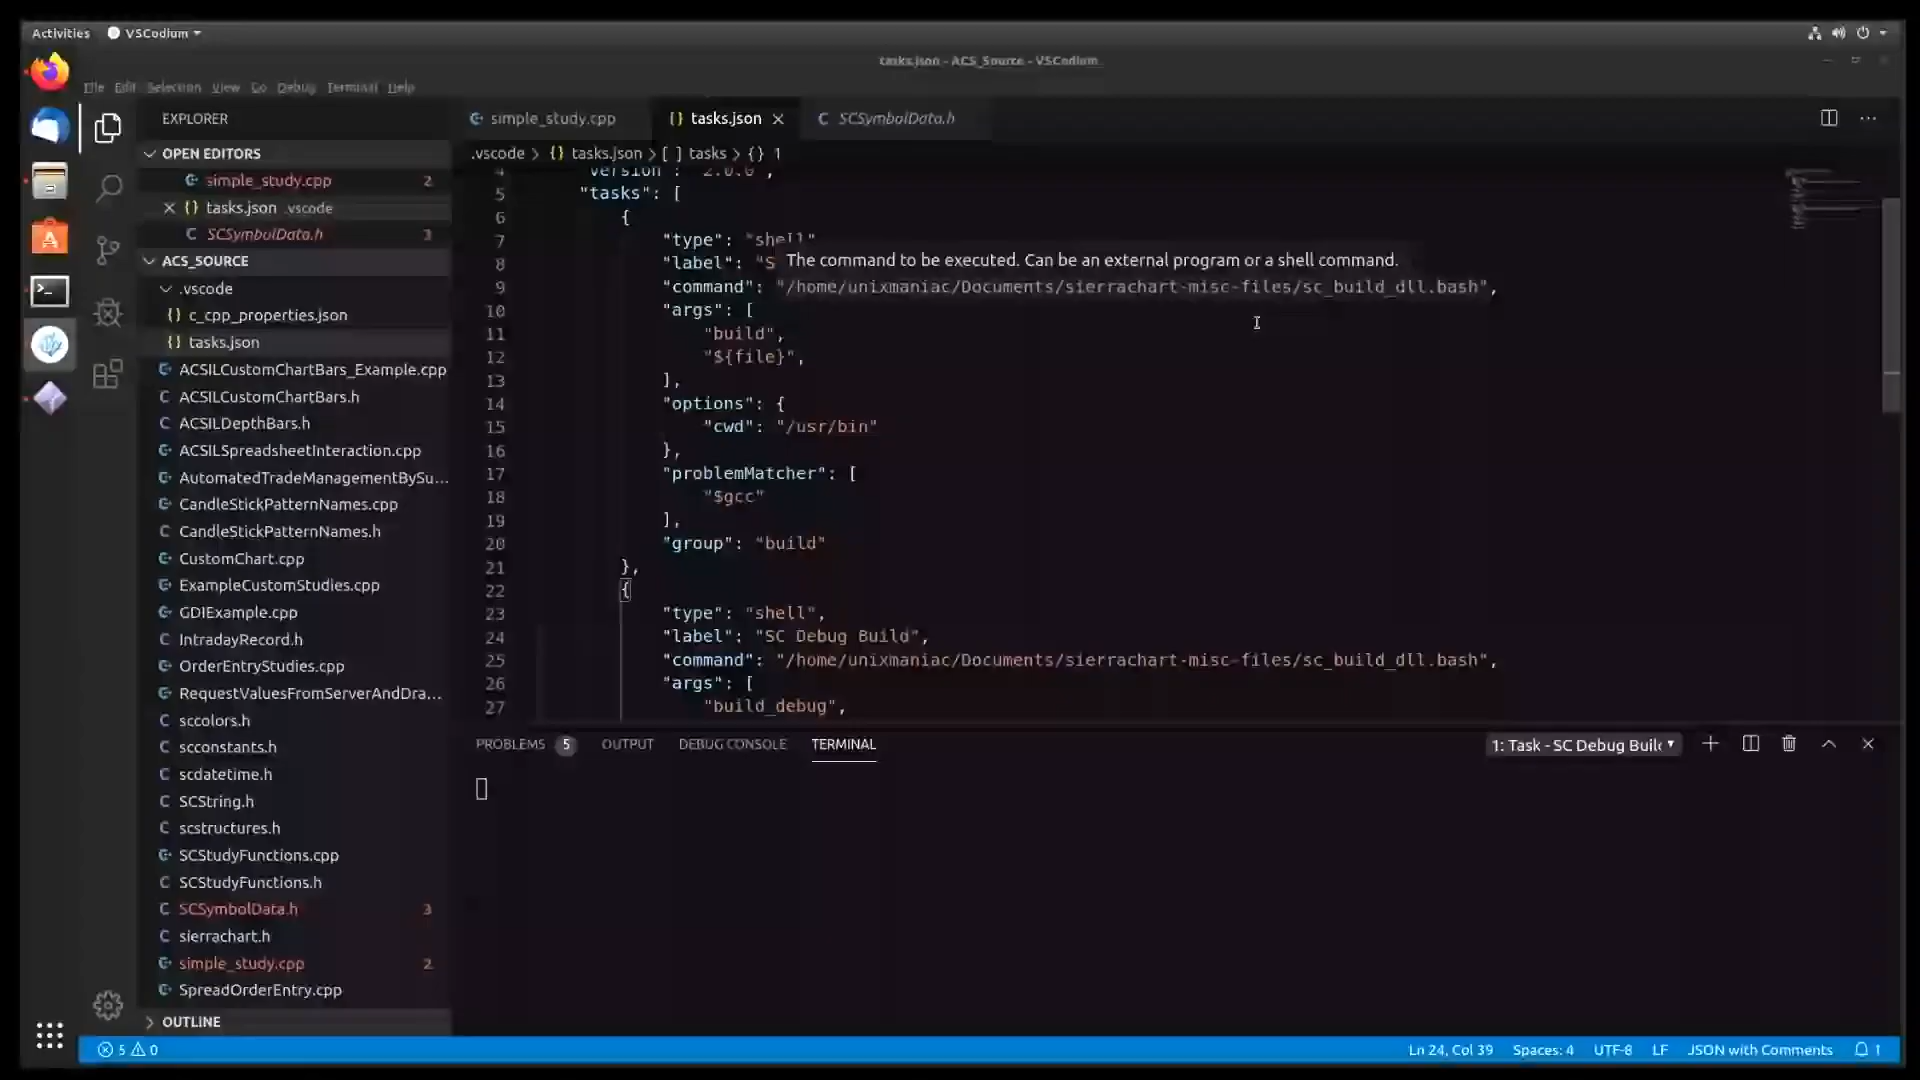 Activities
VSCodium
tasks.json - ACS_Source - VSCodium
File Edit Selection View Go Debug Terminal Help
EXPLORER
OPEN EDITORS
simple_study.cpp 2
tasks.json .vscode
SCSymbolData.h 3
ACS_SOURCE
.vscode
c_cpp_properties.json
tasks.json
ACSILCustomChartBars_Example.cpp
ACSILCustomChartBars.h
ACSILDepthBars.h
ACSILSpreadsheetInteraction.cpp
AutomatedTradeManagementBySu...
CandleStickPatternNames.cpp
CandleStickPatternNames.h
CustomChart.cpp
ExampleCustomStudies.cpp
GDIExample.cpp
IntradayRecord.h
OrderEntryStudies.cpp
RequestValuesFromServerAndDra...
sccolors.h
scconstants.h
scdatetime.h
SCString.h
scstructures.h
SCStudyFunctions.cpp
SCStudyFunctions.h
SCSymbolData.h 3
sierrachart.h
simple_study.cpp 2
SpreadOrderEntry.cpp
OUTLINE
simple_study.cpp
{} tasks.json
C SCSymbolData.h
.vscode > {} tasks.json > [ ] tasks > {} 1
4 "version": "2.0.0",
5 "tasks": [
6 {
7 "type": "shell"
8 "label": "S
The command to be executed. Can be an external program or a shell command.
9 "command": "/home/unixmaniac/Documents/sierrachart-misc-files/sc_build_dll.bash",
10 "args": [
11 "build",
12 "${file}",
13 ],
14 "options": {
15 "cwd": "/usr/bin"
16 },
17 "problemMatcher": [
18 "$gcc"
19 ],
20 "group": "build"
21 },
22 {
23 "type": "shell",
24 "label": "SC Debug Build",
25 "command": "/home/unixmaniac/Documents/sierrachart-misc-files/sc_build_dll.bash",
26 "args": [
27 "build_debug",
PROBLEMS 5 OUTPUT DEBUG CONSOLE TERMINAL
1: Task - SC Debug Builc
5 0
Ln 24, Col 39 Spaces: 4 UTF-8 LF JSON with Comments 1